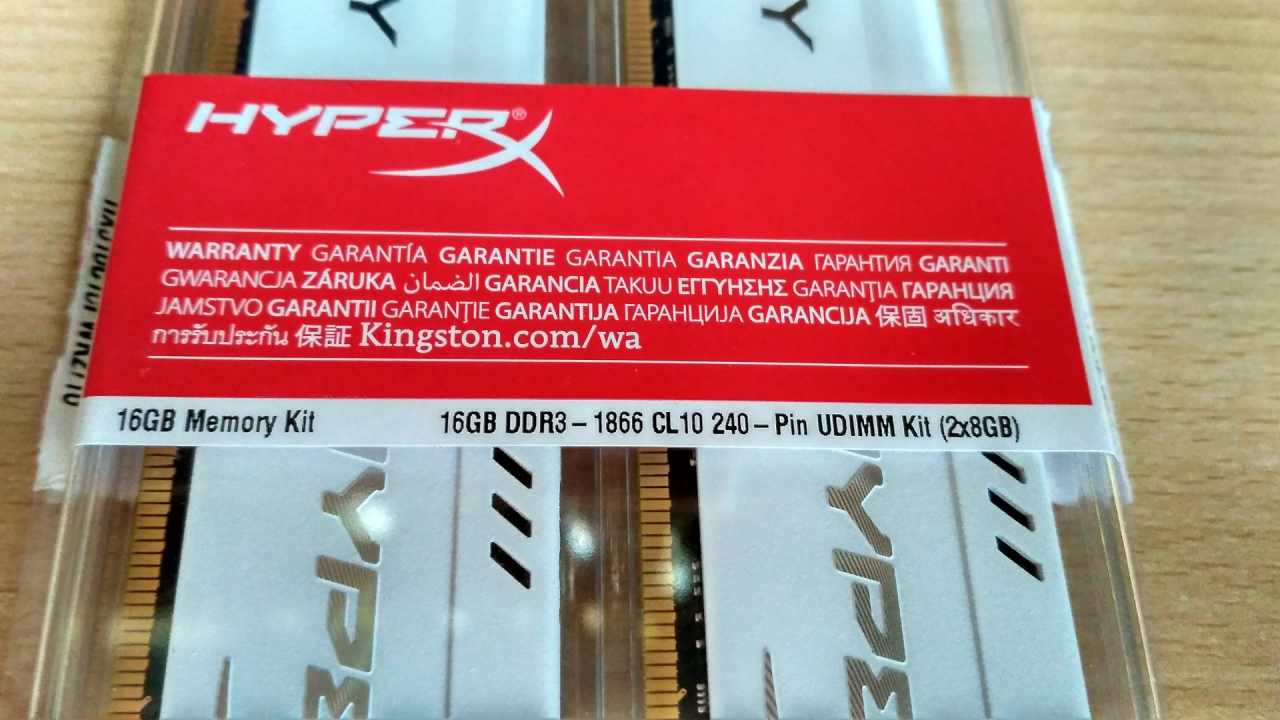 HYPERX®
WARRANTY GARANTÍA GARANTIE GARANTIA GARANZIA ГАРАНТИЯ GARANTI
GWARANCJA ZÁRUKA الضمان GARANCIA TAKUU ΕΓΓΥΗΣΗΣ GARANȚIA ГАРАНЦИЯ
JAMSTVO GARANTII GARANŢIE GARANTIJA ГАРАНЦИЈА GARANCIJA 保固 अधिकार
การรับประกัน 保証 Kingston.com/wa
16GB Memory Kit
16GB DDR3 – 1866 CL10 240 – Pin UDIMM Kit (2x8GB)